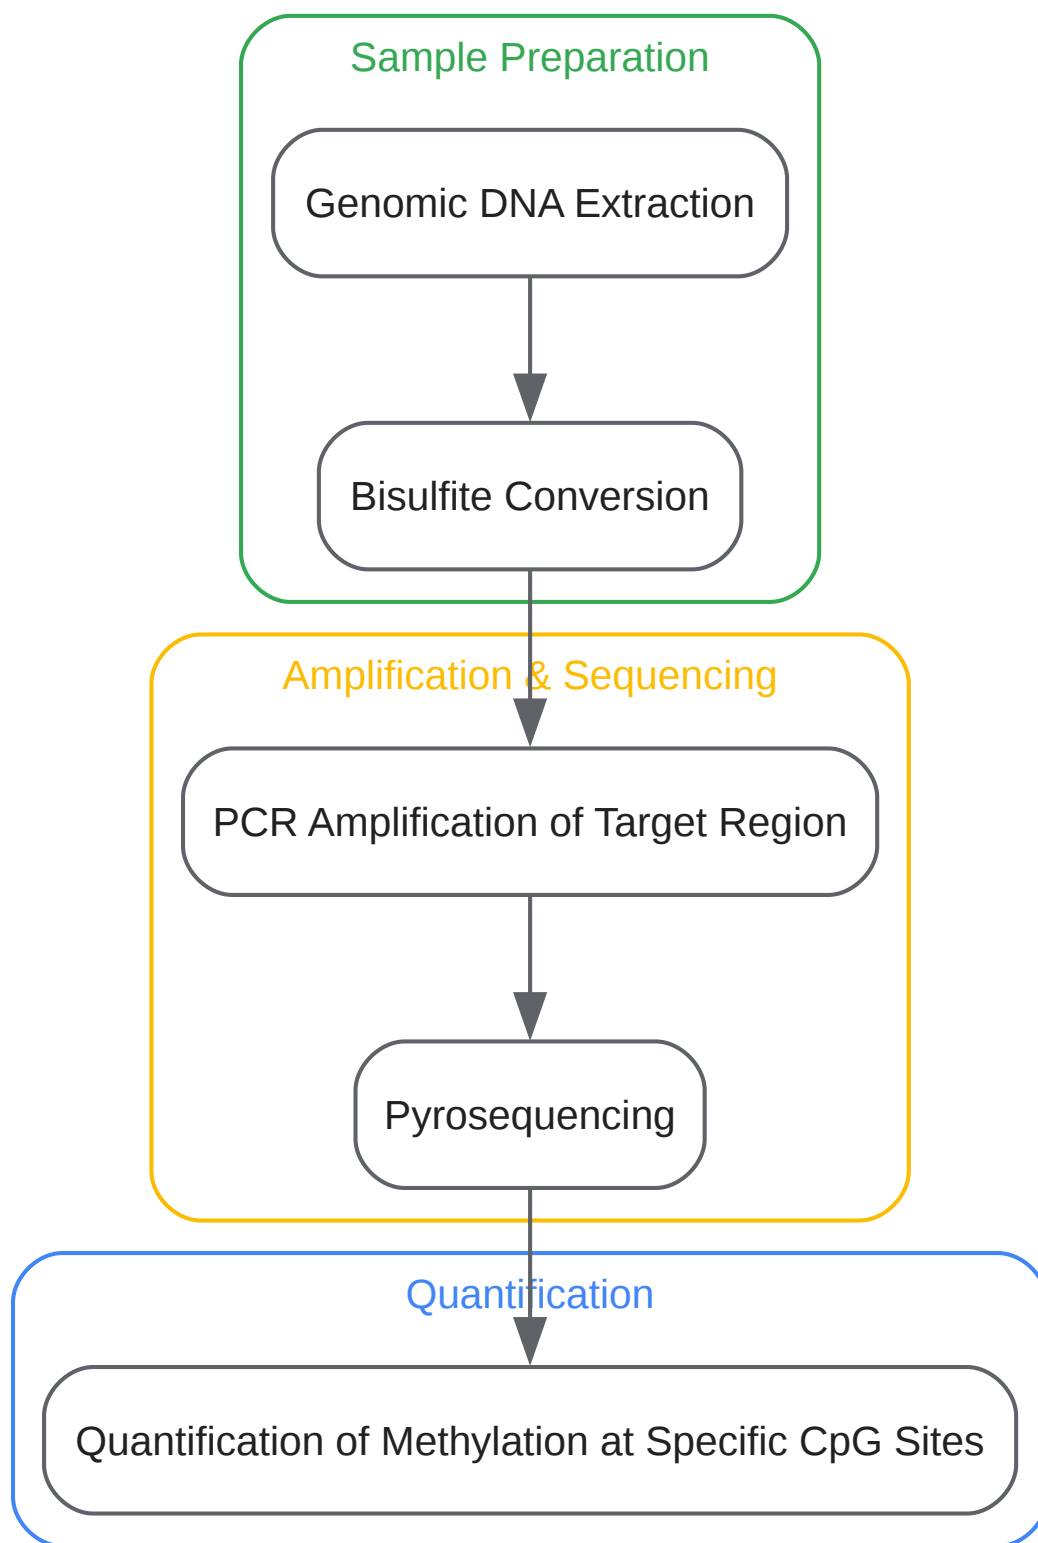 Sample Preparation
Genomic DNA Extraction
Bisulfite Conversion
Amplification & Sequencing
PCR Amplification of Target Region
Pyrosequencing
Quantification
Quantification of Methylation at Specific CpG Sites